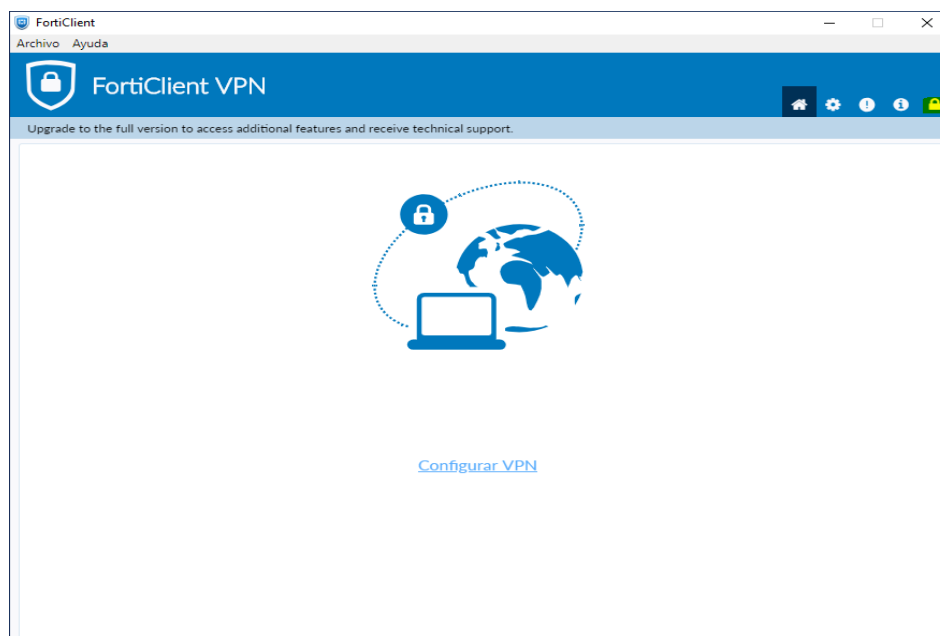 FortiClient
Archivo Ayuda
FortiClient VPN
Upgrade to the full version to access additional features and receive technical support.
Configurar VPN